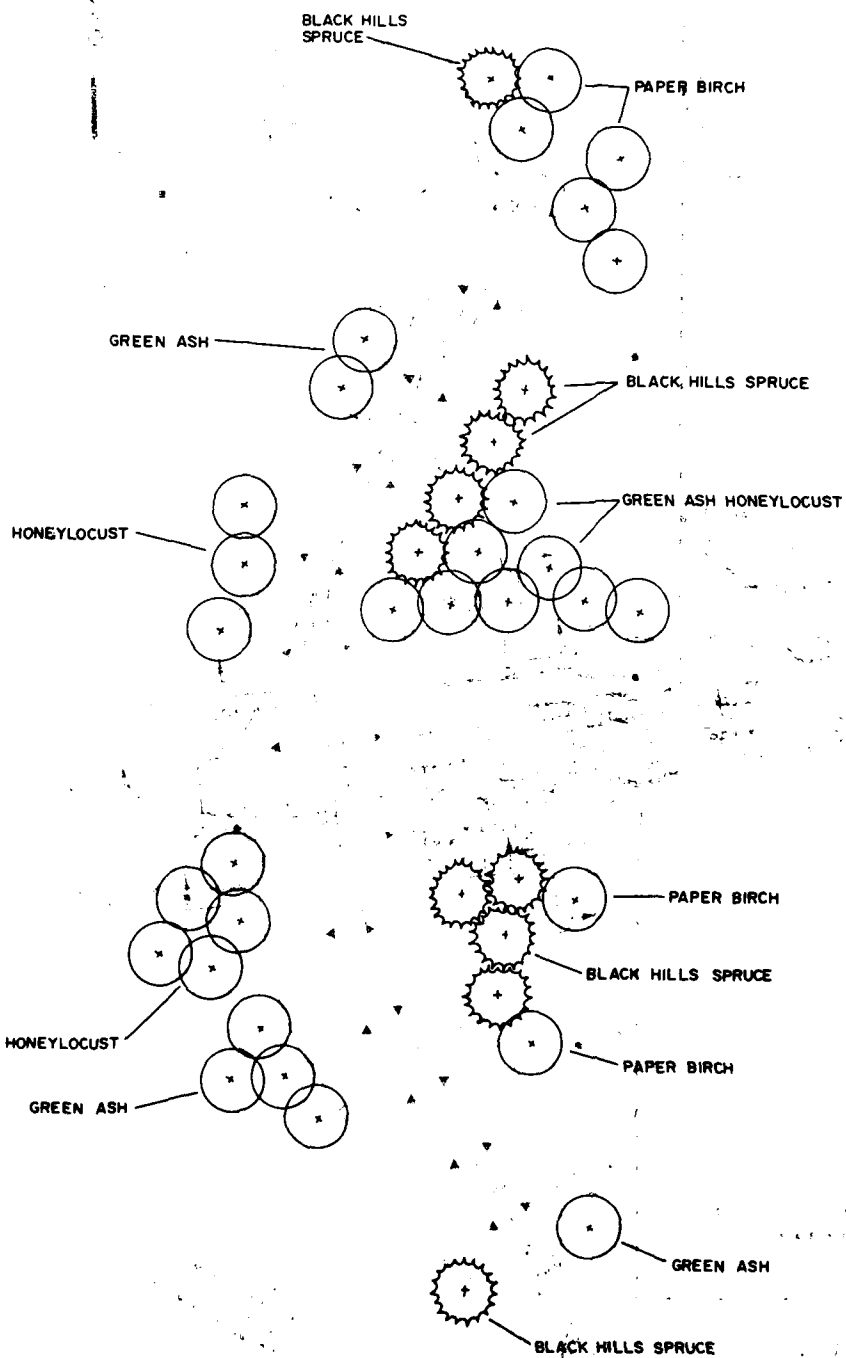 BLACK HILLS
SPRUCE
PAPER BIRCH
GREEN ASH
BLACK HILLS SPRUCE
GREEN ASH HONEYLOCUST
HONEYLOCUST
PAPER BIRCH
BLACK HILLS SPRUCE
HONEYLOCUST
PAPER BIRCH
GREEN ASH
GREEN ASH
BLACK HILLS SPRUCE